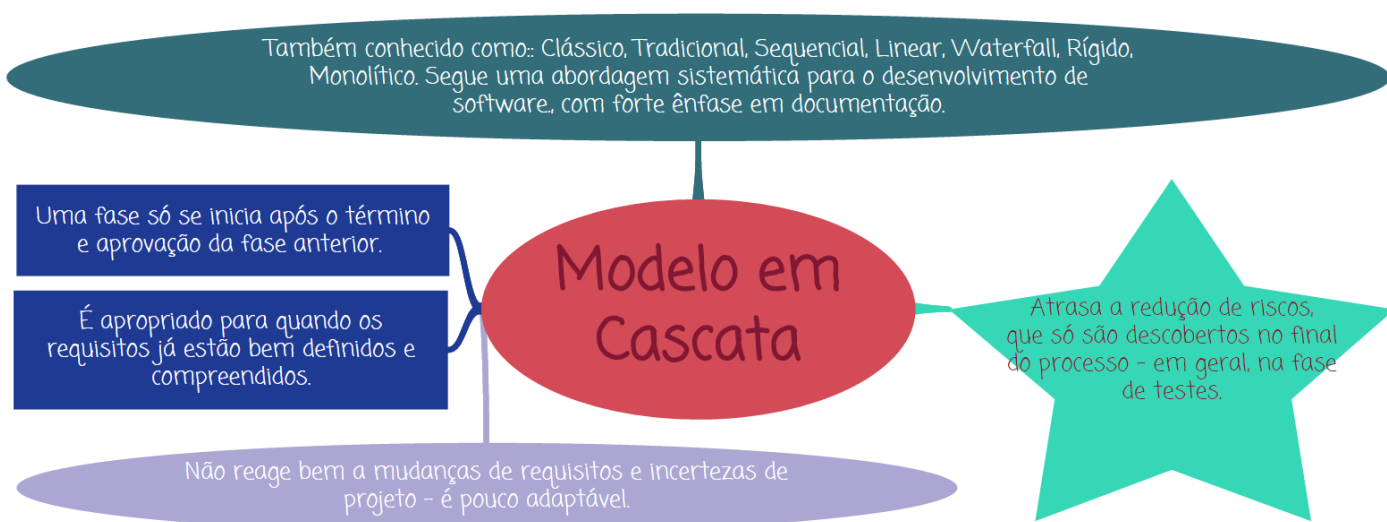 Também conhecido como:: Clássico, Tradicional, Sequencial, Linear, Waterfall, Rígido,
Monolítico. Segue uma abordagem sistemática para o desenvolvimento de
software., com forte ênfase em documentação.
Uma fase só se inicia após o término
e aprovação da fase anterior.
É apropriado para quando os
requisitos já estão bem definidos e
compreendidos.
Modelo em
Cascata
Atrasa a redução de riscos,
que só são descobertos no final
do processo - em geral, na fase
de testes.
Não reage bem a mudanças de requisitos e incertezas de
projeto - é pouco adaptável.